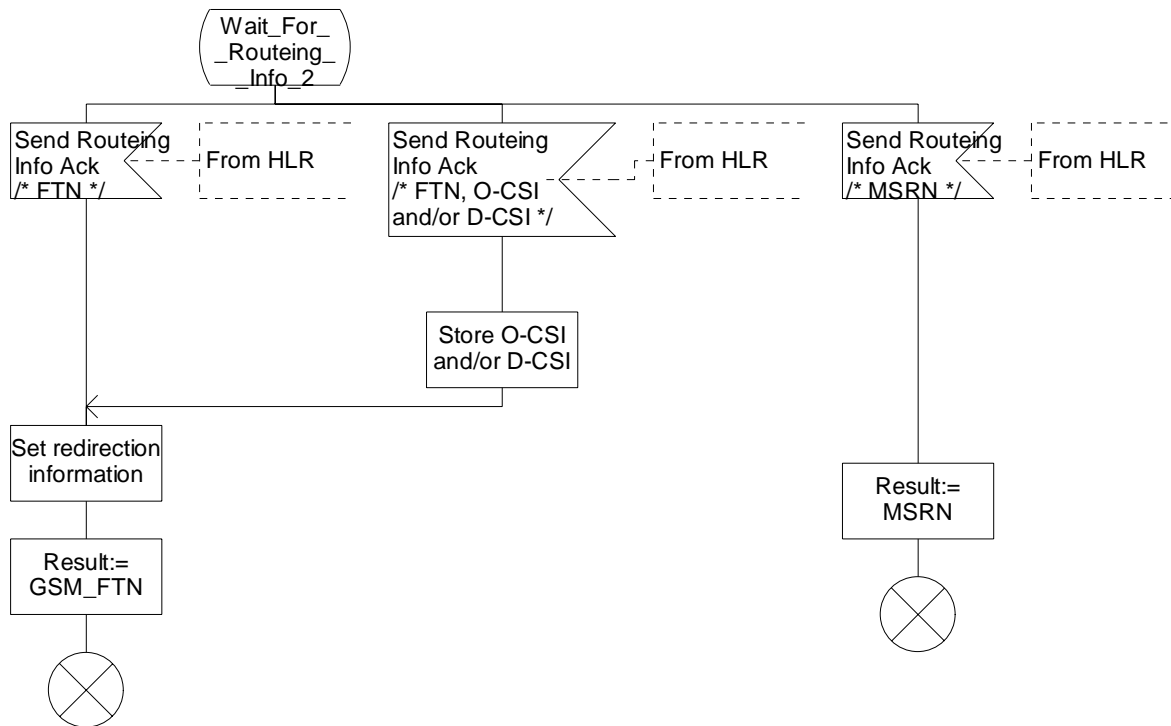 Wait_For_
_Routeing_
_Info_2
Send Routeing
Info Ack
/* FTN */
From HLR
Send Routeing
Info Ack
/* FTN, O-CSI
and/or D-CSI */
From HLR
Send Routeing
Info Ack
/* MSRN */
From HLR
Store O-CSI
and/or D-CSI
Set redirection
information
Result:=
MSRN
Result:=
GSM_FTN